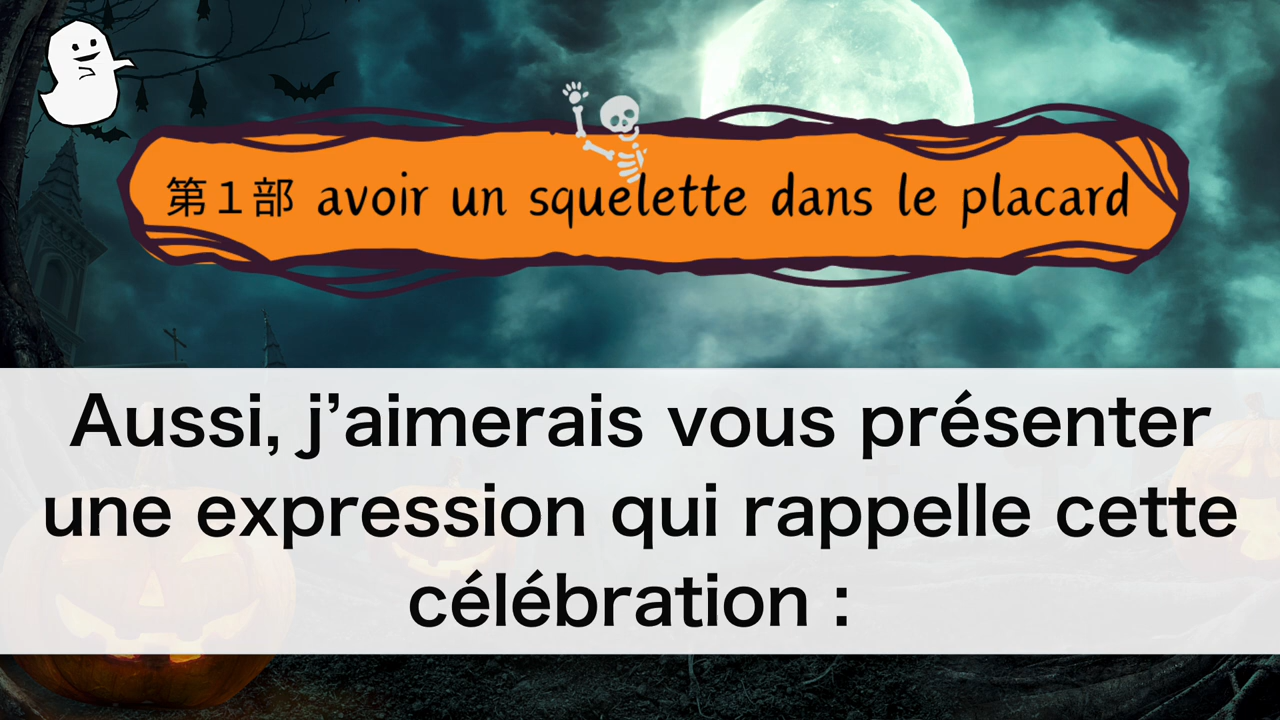 第１部 avoir un squelette dans le placard
Aussi, j’aimerais vous présenter
une expression qui rappelle cette
célébration :